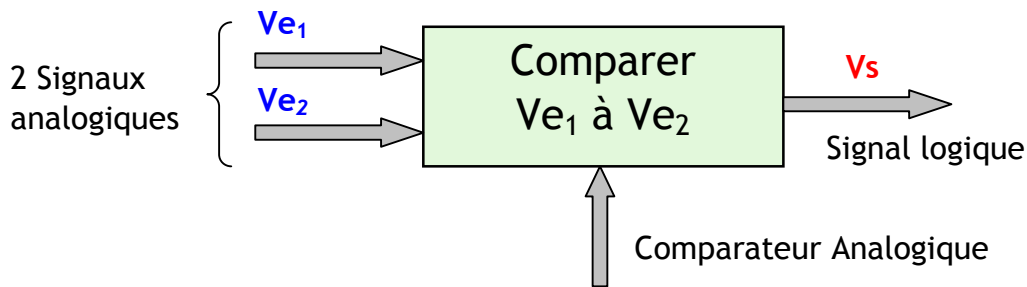 Ve₁
2 Signaux
analogiques
Ve₂
Comparer
Ve₁ à Ve₂
Vs
Signal logique
Comparateur Analogique